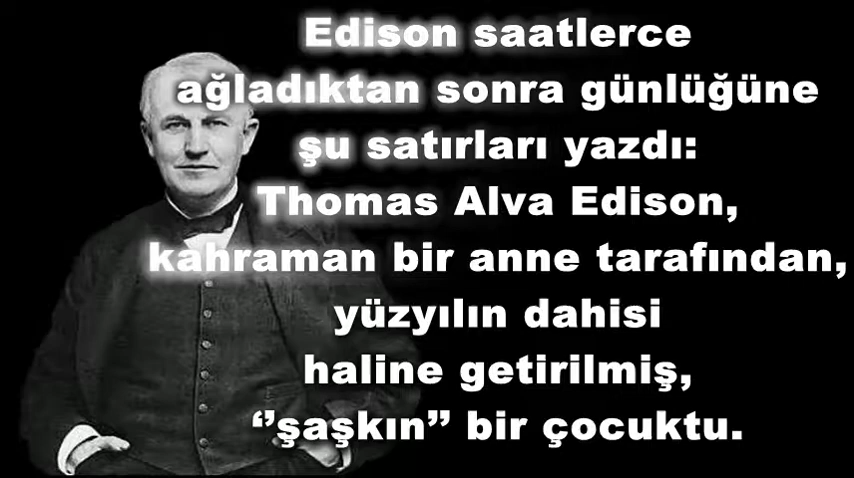 Edison saatlerce
ağladıktan sonra günlüğüne
şu satırları yazdı:
Thomas Alva Edison,
kahraman bir anne tarafından,
yüzyılın dahisi
haline getirilmiş,
‘’şaşkın’’ bir çocuktu.